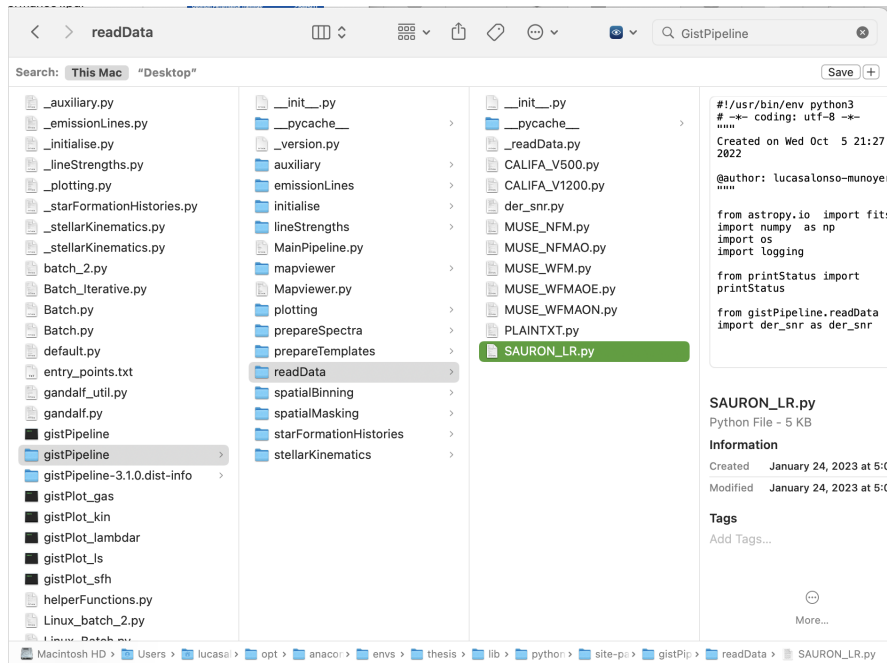 readData
GistPipeline
Search: This Mac “Desktop”
Save
_auxiliary.py
_emissionLines.py
_initialise.py
_lineStrengths.py
_plotting.py
_starFormationHistories.py
_stellarKinematics.py
_stellarKinematics.py
batch_2.py
Batch_Iterative.py
Batch.py
Batch.py
default.py
entry_points.txt
gandalf_util.py
gandalf.py
gistPipeline
gistPipeline
gistPipeline-3.1.0.dist-info
gistPlot_gas
gistPlot_kin
gistPlot_lambdar
gistPlot_ls
gistPlot_sfh
helperFunctions.py
Linux_batch_2.py
Linux_Batch.py
__init__.py
__pycache__
_version.py
auxiliary
emissionLines
initialise
lineStrengths
MainPipeline.py
mapviewer
Mapviewer.py
plotting
prepareSpectra
prepareTemplates
readData
spatialBinning
spatialMasking
starFormationHistories
stellarKinematics
__init__.py
__pycache__
_readData.py
CALIFA_V500.py
CALIFA_V1200.py
der_snr.py
MUSE_NFM.py
MUSE_NFMAO.py
MUSE_WFM.py
MUSE_WFMAOE.py
MUSE_WFMAON.py
PLAINTXT.py
SAURON_LR.py
#!/usr/bin/env python3
# -*- coding: utf-8 -*-
"""
Created on Wed Oct  5 21:27
2022
@author: lucasalonso-munoyer
"""
from astropy.io  import fits
import numpy  as np
import os
import logging
from printStatus import
printStatus
from gistPipeline.readData
import der_snr as der_snr
SAURON_LR.py
Python File - 5 KB
Information
Created January 24, 2023 at 5:0
Modified January 24, 2023 at 5:0
Tags
Add Tags...
More...
Macintosh HD › Users › lucasal › opt › anacon › envs › thesis › lib › python › site-pa › gistPip › readData › SAURON_LR.py